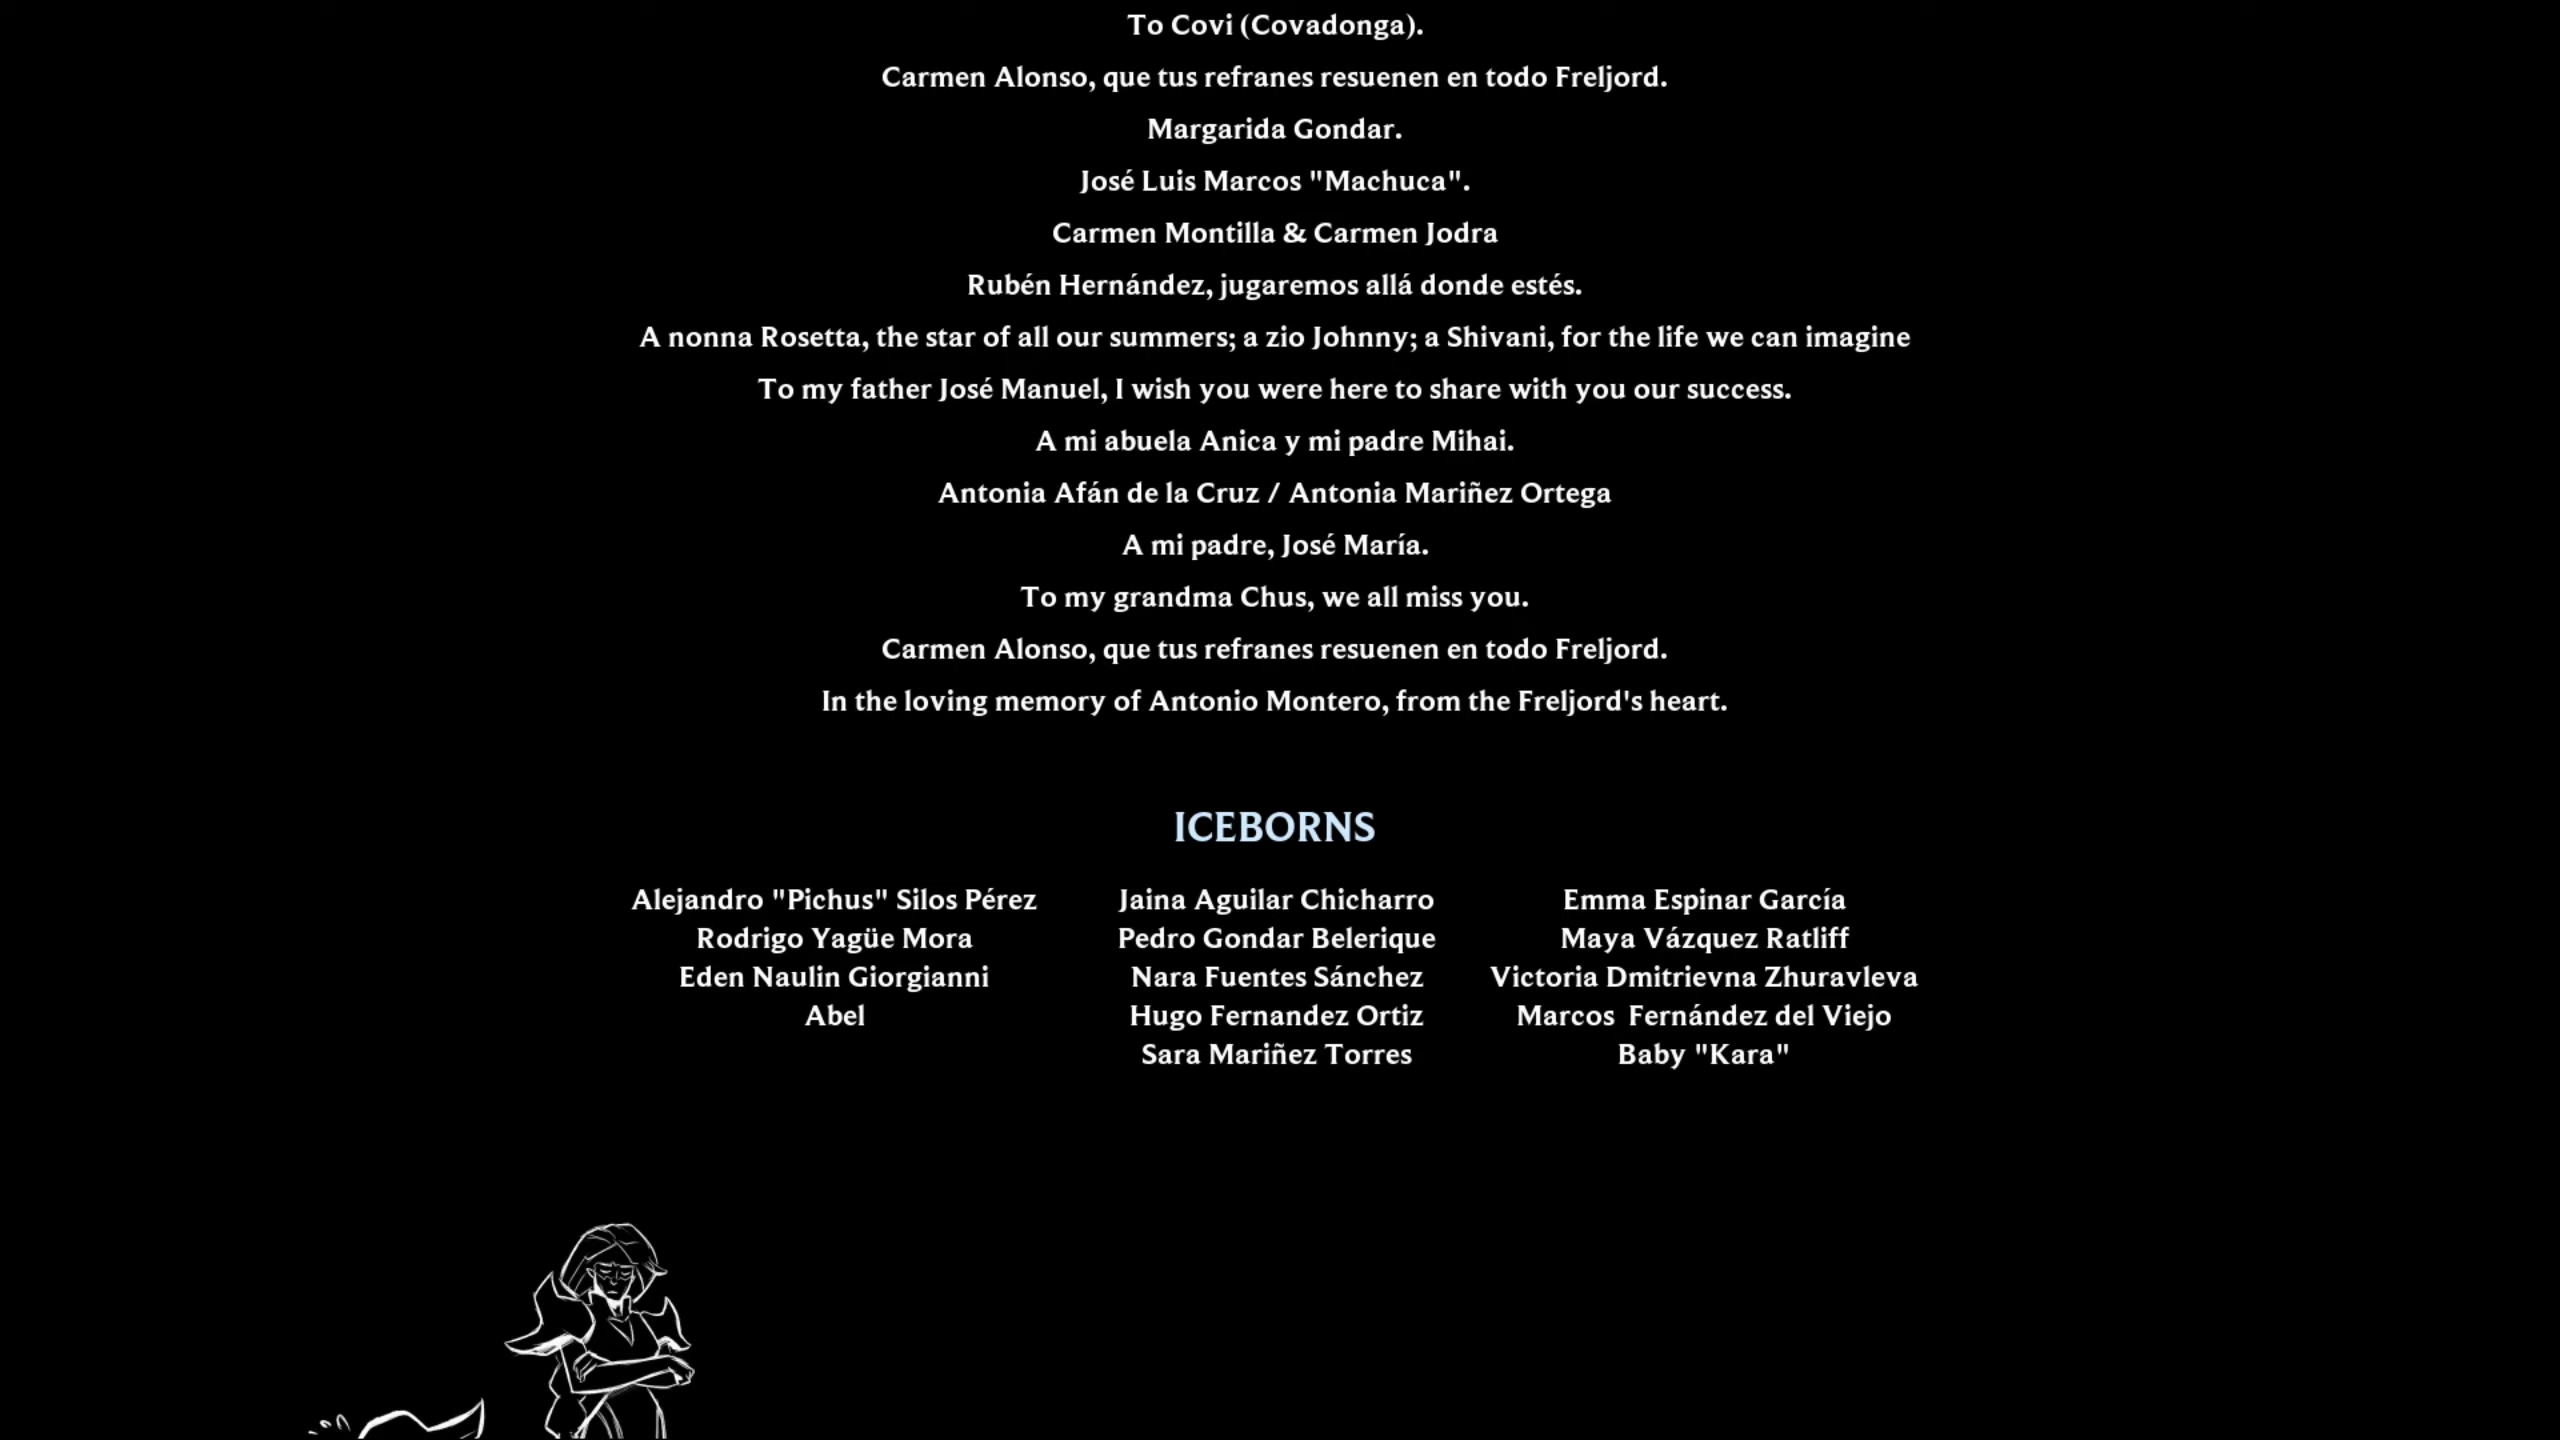 To Covi (Covadonga).
Carmen Alonso, que tus refranes resuenen en todo Freljord.
Margarida Gondar.
José Luis Marcos "Machuca".
Carmen Montilla & Carmen Jodra
Rubén Hernández, jugaremos allá donde estés.
A nonna Rosetta, the star of all our summers; a zio Johnny; a Shivani, for the life we can imagine
To my father José Manuel, I wish you were here to share with you our success.
A mi abuela Anica y mi padre Mihai.
Antonia Afán de la Cruz / Antonia Mariñez Ortega
A mi padre, José María.
To my grandma Chus, we all miss you.
Carmen Alonso, que tus refranes resuenen en todo Freljord.
In the loving memory of Antonio Montero, from the Freljord's heart.
ICEBORNS
Alejandro "Pichus" Silos Pérez
Rodrigo Yagüe Mora
Eden Naulin Giorgianni
Abel
Jaina Aguilar Chicharro
Pedro Gondar Belerique
Nara Fuentes Sánchez
Hugo Fernandez Ortiz
Sara Mariñez Torres
Emma Espinar García
Maya Vázquez Ratliff
Victoria Dmitrievna Zhuravleva
Marcos  Fernández del Viejo
Baby "Kara"